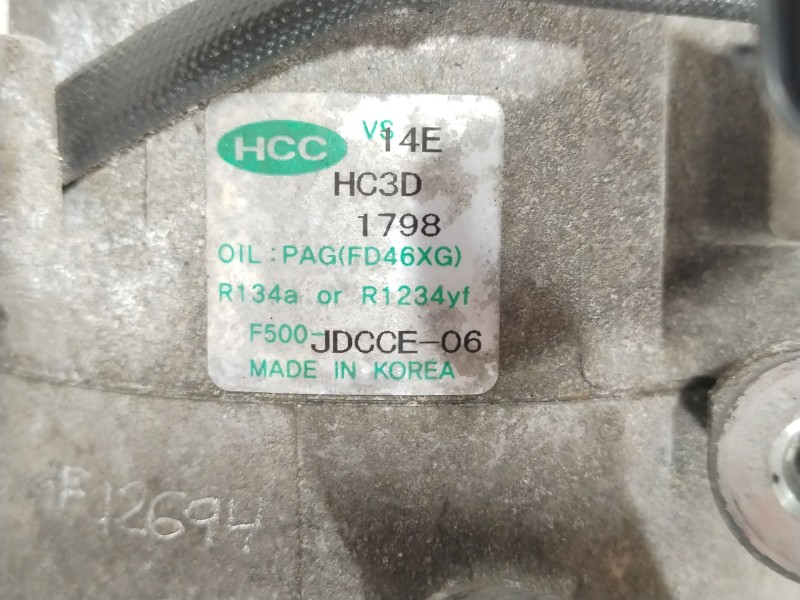 HCC VS 14E
HC3D
1798
OIL : PAG(FD46XG)
R134a or R1234yf
F500-JDCCE-06
MADE IN KOREA
F12694